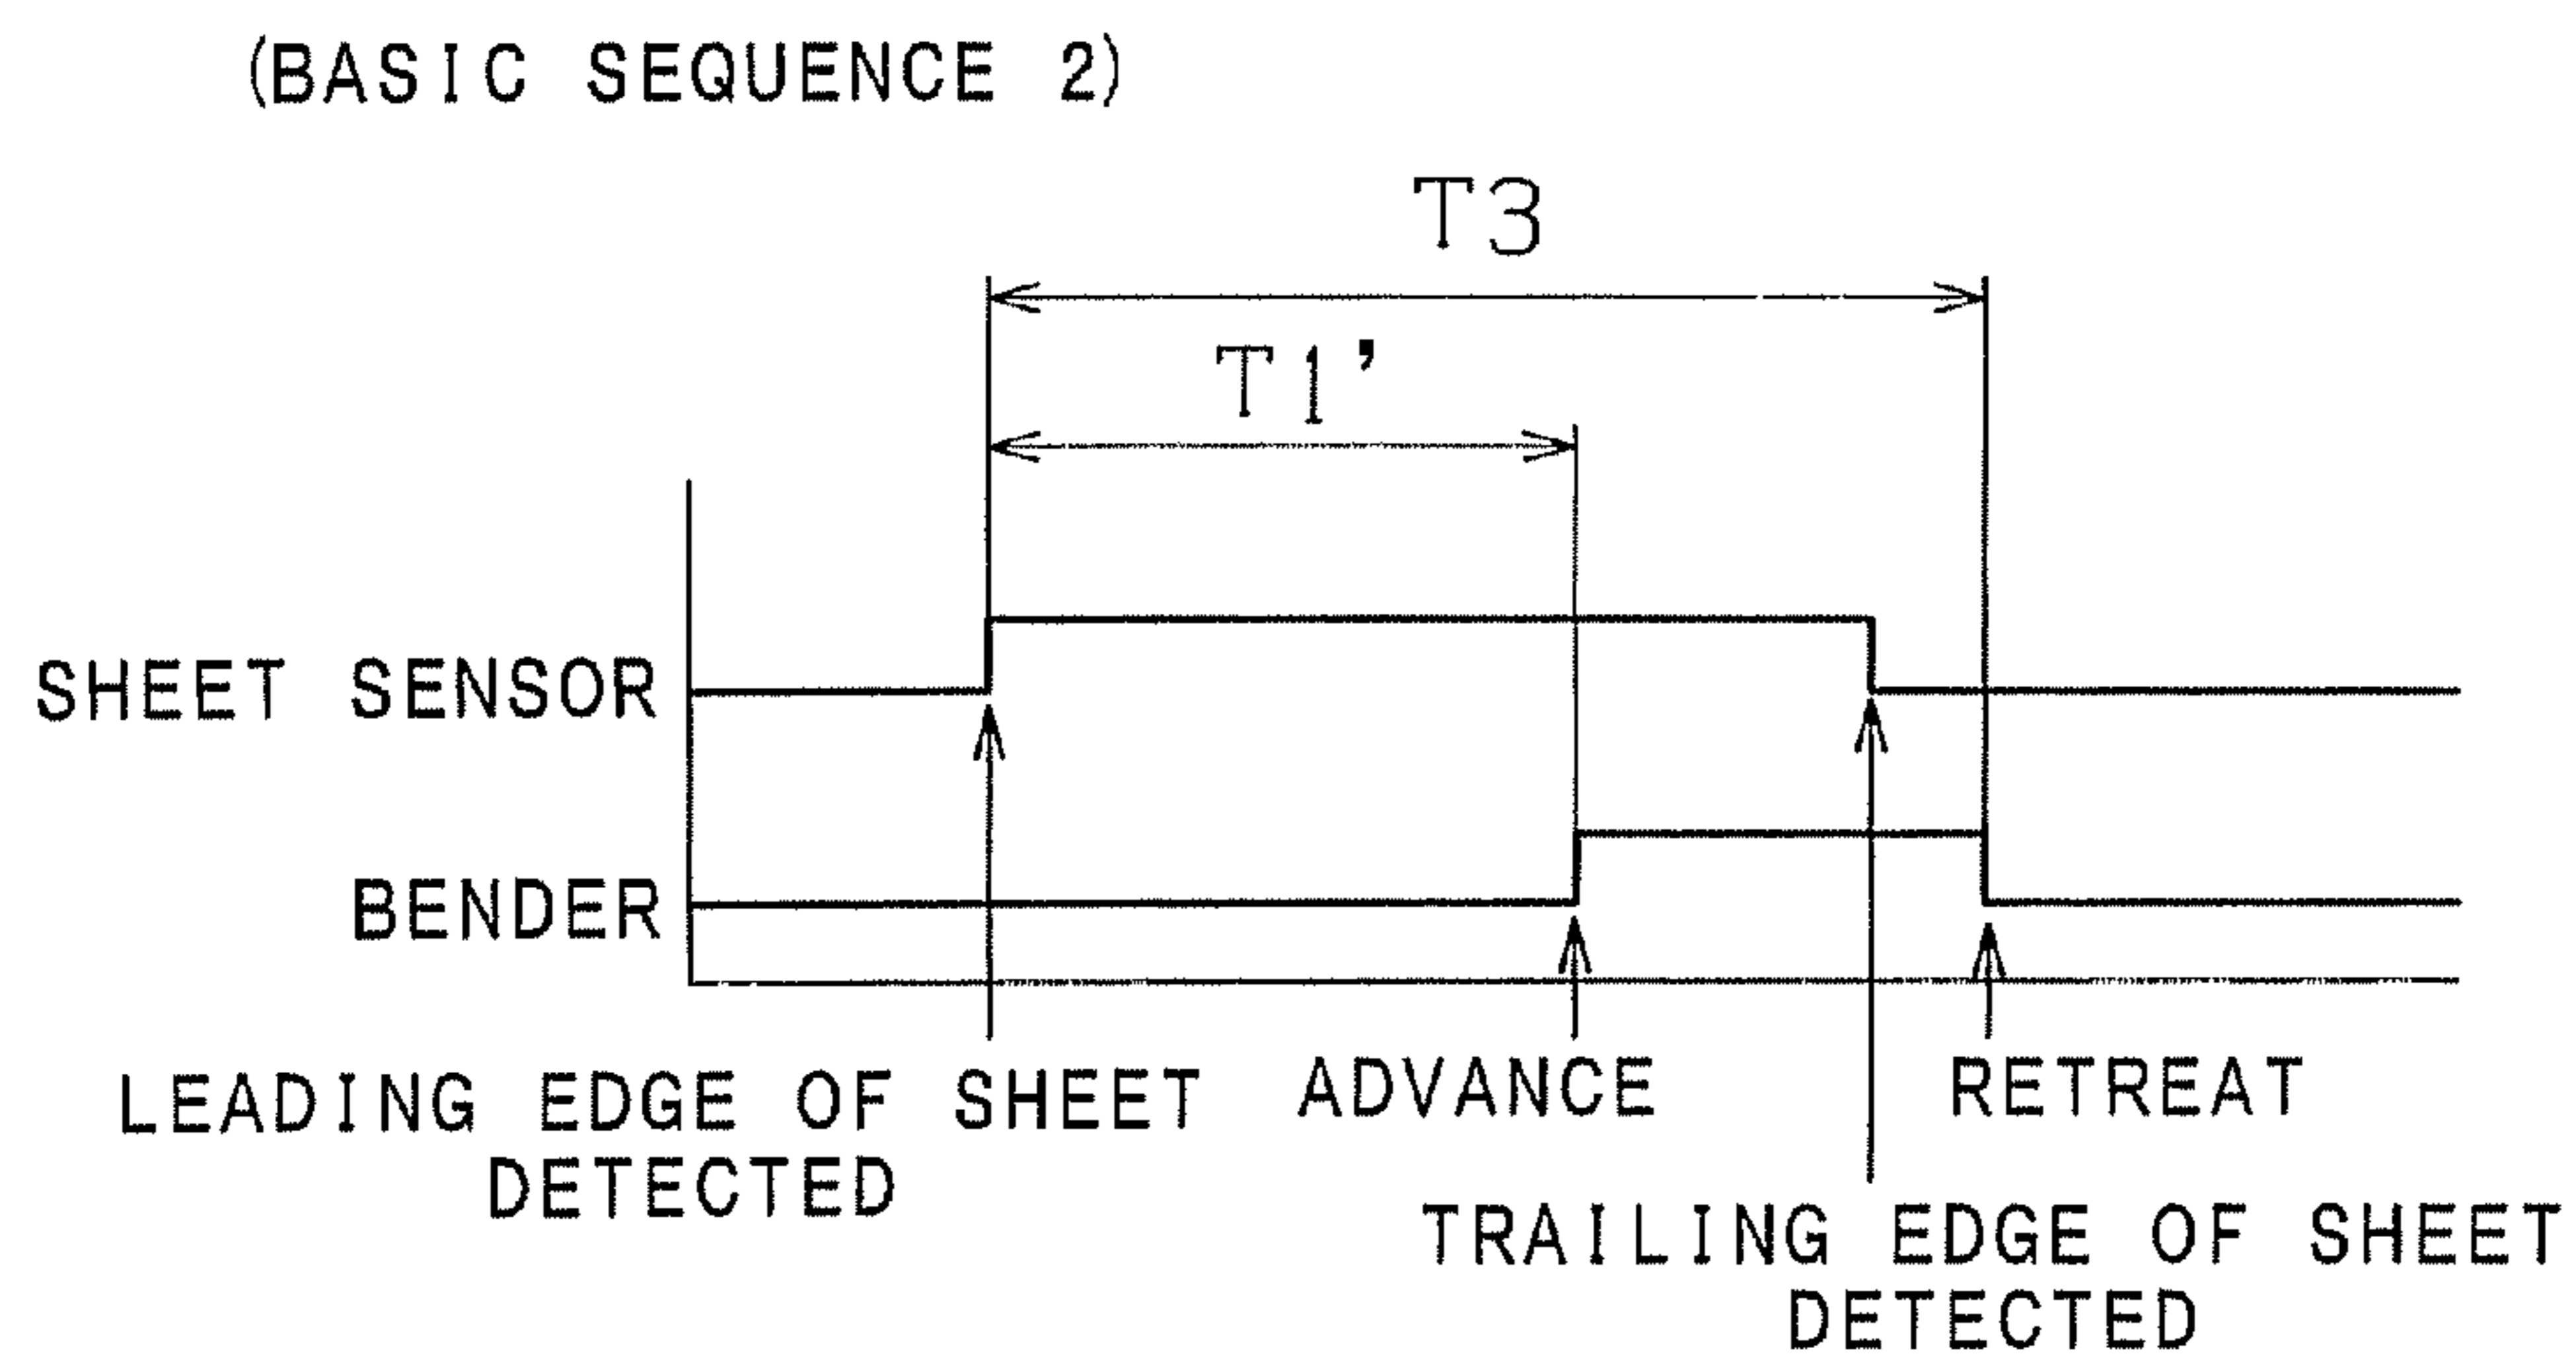 (BASIC SEQUENCE 2)
T3
T1'
SHEET SENSOR
BENDER
LEADING EDGE OF SHEET
DETECTED
ADVANCE
RETREAT
TRAILING EDGE OF SHEET
DETECTED